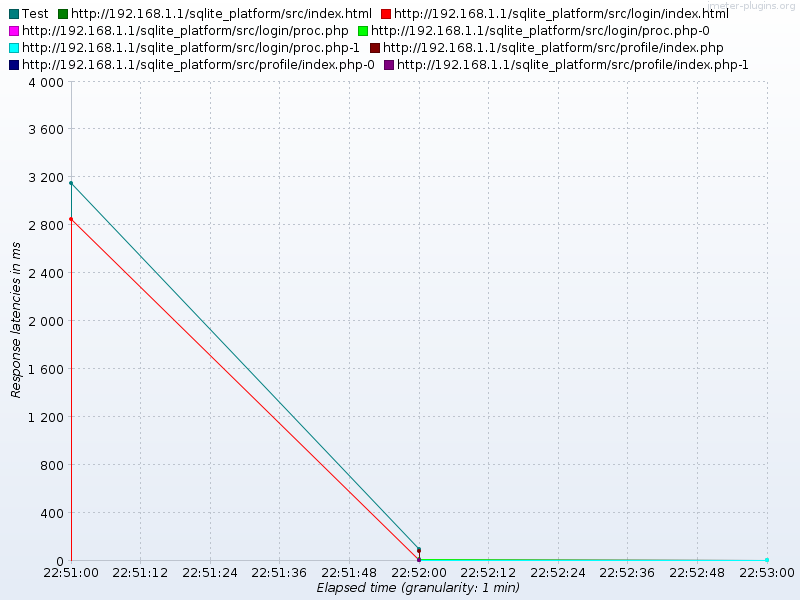 jmeter-plugins.org
Test http://192.168.1.1/sqlite_platform/src/index.html http://192.168.1.1/sqlite_platform/src/login/index.html
http://192.168.1.1/sqlite_platform/src/login/proc.php http://192.168.1.1/sqlite_platform/src/login/proc.php-0
http://192.168.1.1/sqlite_platform/src/login/proc.php-1 http://192.168.1.1/sqlite_platform/src/profile/index.php
http://192.168.1.1/sqlite_platform/src/profile/index.php-0 http://192.168.1.1/sqlite_platform/src/profile/index.php-1
4 000
3 600
3 200
2 800
2 400
2 000
1 600
1 200
800
400
0
Response latencies in ms
22:51:00 22:51:12 22:51:24 22:51:36 22:51:48 22:52:00 22:52:12 22:52:24 22:52:36 22:52:48 22:53:00
Elapsed time (granularity: 1 min)